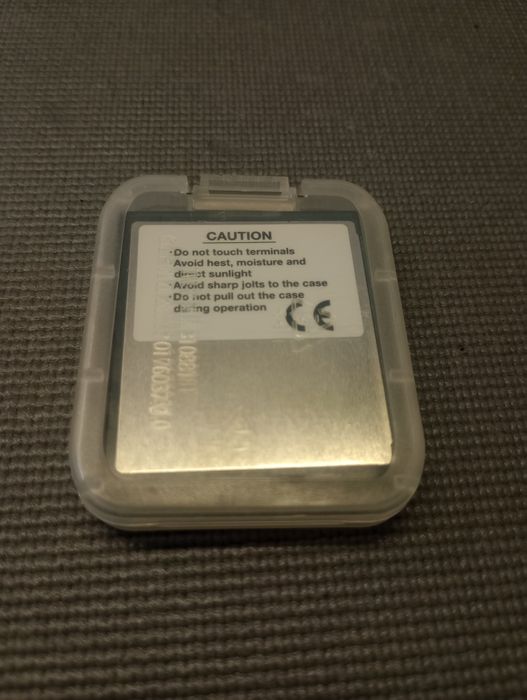 CAUTION
·Do not touch terminals
Avoid hest, moisture and
direct sunlight
·Avoid sharp jolts to the case
·Do not pull out the case
during operation
CE